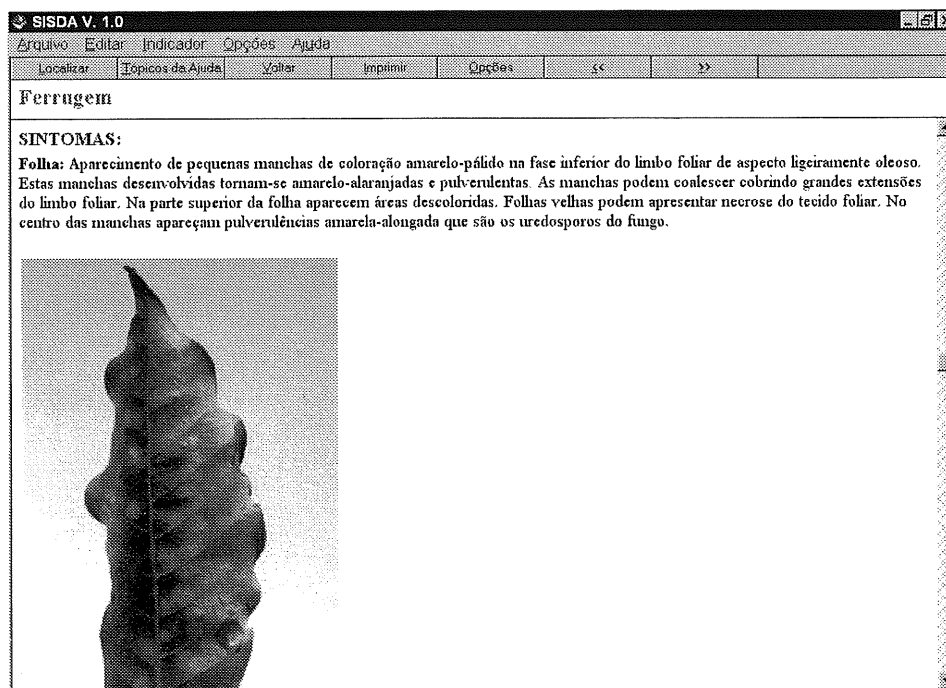 SISDA V. 1.0
Arquivo Editar Indicador Opções Ajuda
Localizar Tópicos da Ajuda Voltar Imprimir Opções << >>
Ferrugem
SINTOMAS:
Folha: Aparecimento de pequenas manchas de coloração amarelo-pálido na fase inferior do limbo foliar de aspecto ligeiramente oleoso.
Estas manchas desenvolvidas tornam-se amarelo-alaranjadas e pulverulentas. As manchas podem coalescer cobrindo grandes extensões
do limbo foliar. Na parte superior da folha aparecem áreas descoloridas. Folhas velhas podem apresentar necrose do tecido foliar. No
centro das manchas apareçam pulverulências amarela-alongada que são os uredosporos do fungo.